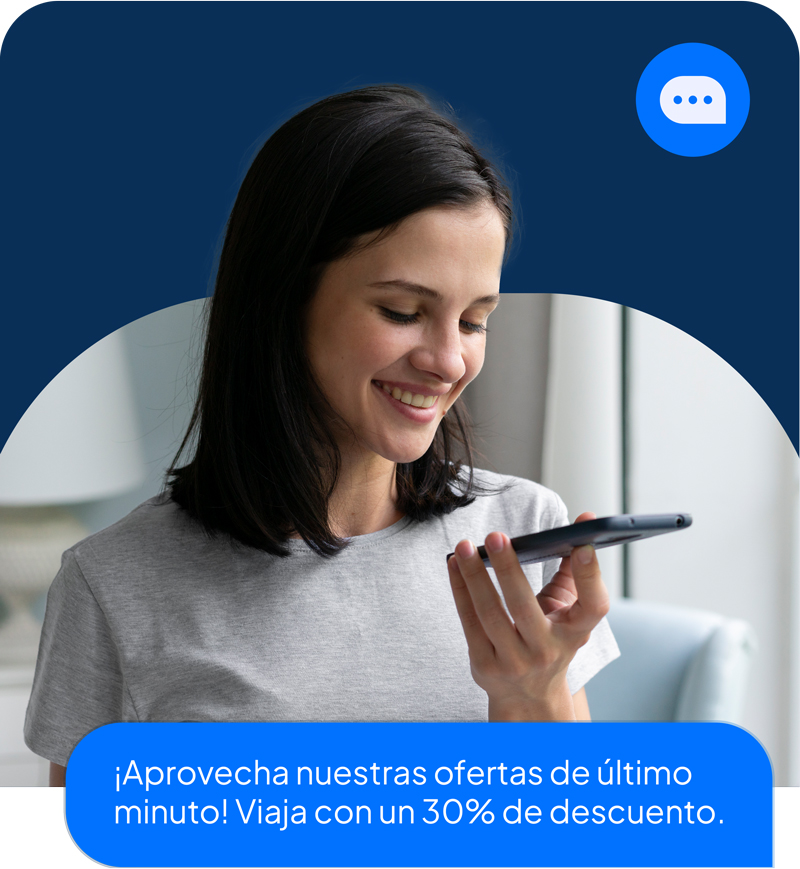 ¡Aprovecha nuestras ofertas de último
minuto! Viaja con un 30% de descuento.